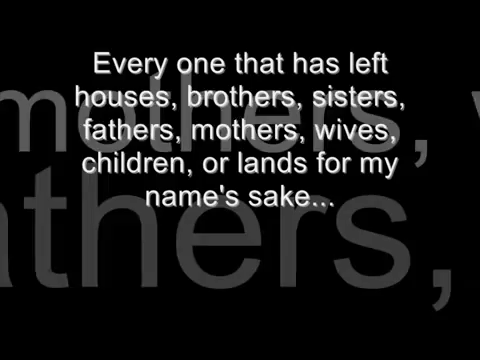 Every one that has left
houses, brothers, sisters,
fathers, mothers, wives,
children, or lands for my
name's sake...
mothers,
athers,